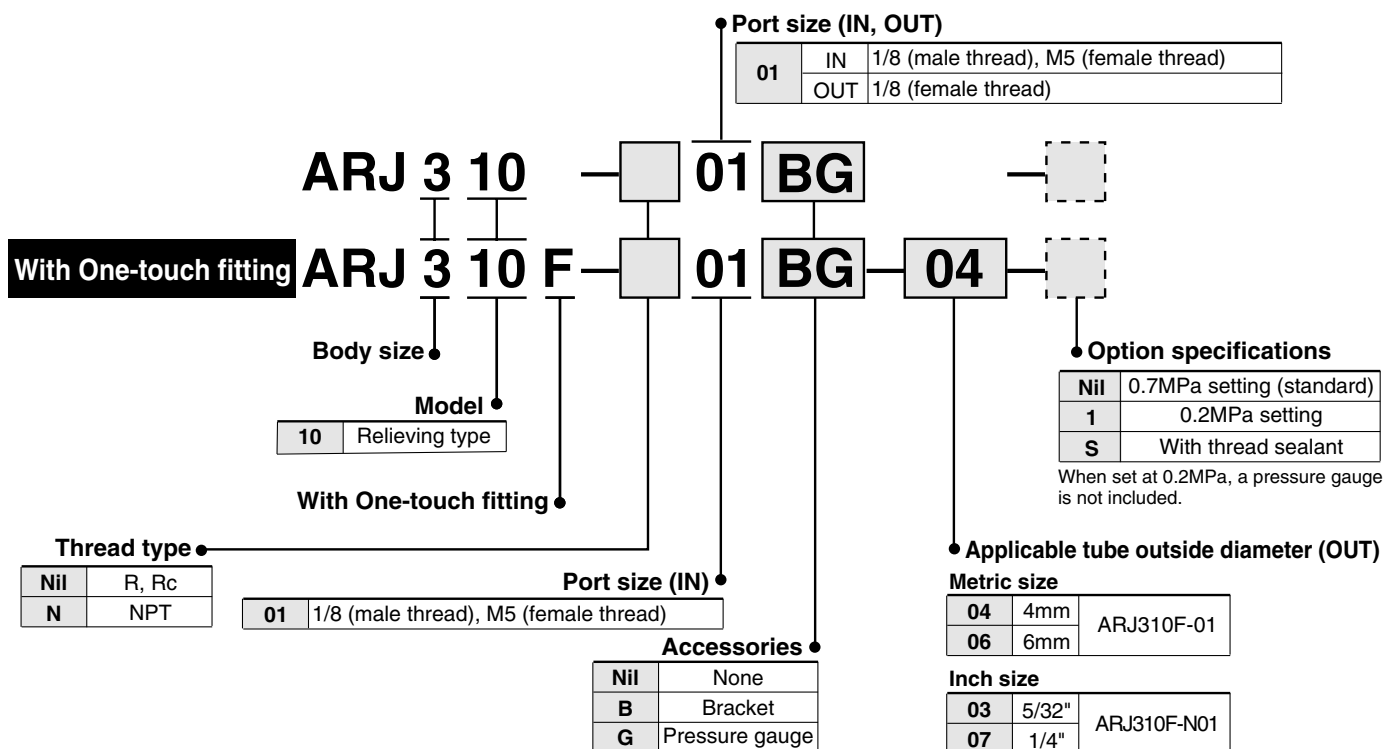 Port size (IN, OUT)
01 IN 1/8 (male thread), M5 (female thread)
OUT 1/8 (female thread)
ARJ 3 10 — 01 BG —
With One-touch fitting ARJ 3 10 F — 01 BG — 04 —
Body size
Model
10 Relieving type
With One-touch fitting
Thread type
Nil R, Rc
N NPT
Port size (IN)
01 1/8 (male thread), M5 (female thread)
Accessories
Nil None
B Bracket
G Pressure gauge
Option specifications
Nil 0.7MPa setting (standard)
1 0.2MPa setting
S With thread sealant
When set at 0.2MPa, a pressure gauge
is not included.
Applicable tube outside diameter (OUT)
Metric size
04 4mm ARJ310F-01
06 6mm
Inch size
03 5/32" ARJ310F-N01
07 1/4"